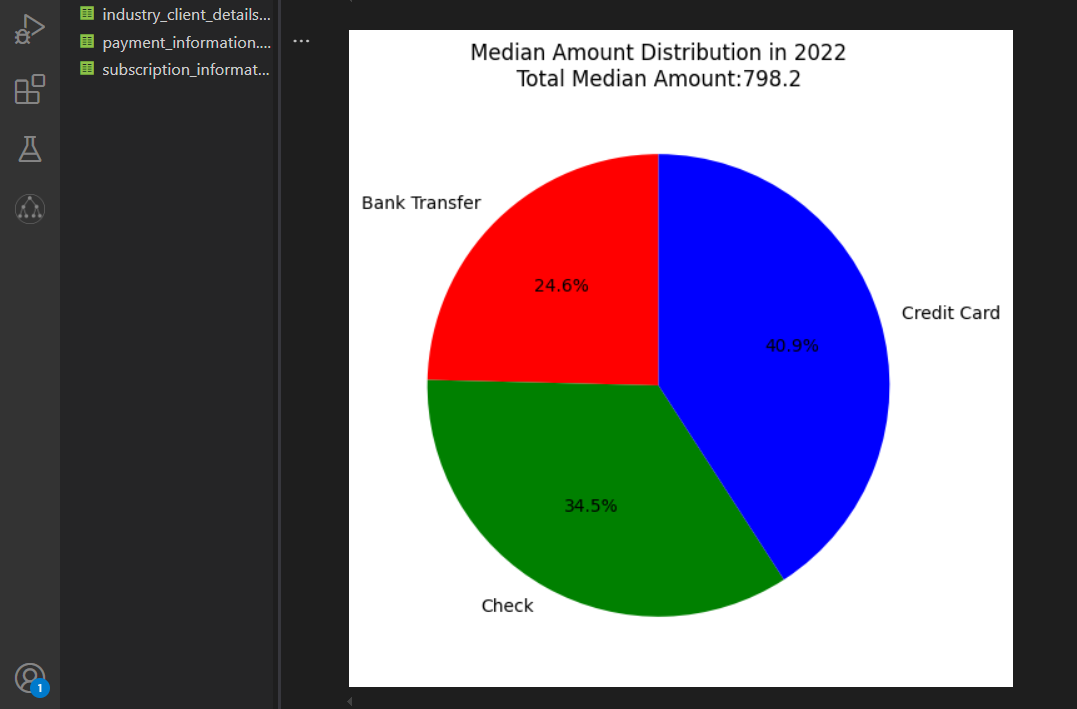 industry_client_details...
payment_information....
subscription_informat...
...
Median Amount Distribution in 2022
Total Median Amount:798.2
Bank Transfer
24.6%
Credit Card
40.9%
34.5%
Check
1